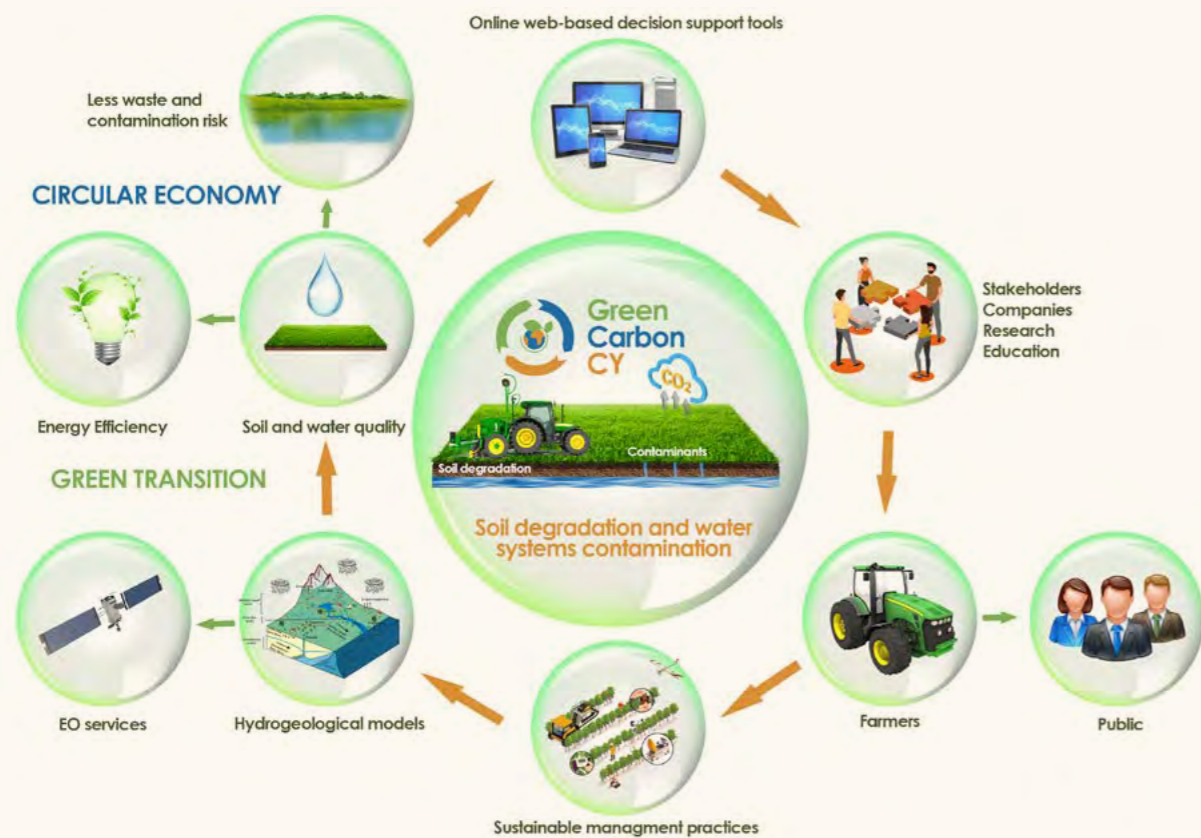 Online web-based decision support tools
Less waste and
contamination risk
CIRCULAR ECONOMY
Stakeholders
Companies
Research
Education
Green
Carbon
CY
CO₂
Energy Efficiency
Soil and water quality
Contaminants
Soil degradation
GREEN TRANSITION
Soil degradation and water
systems contamination
EO services
Hydrogeological models
Farmers
Public
Sustainable managment practices